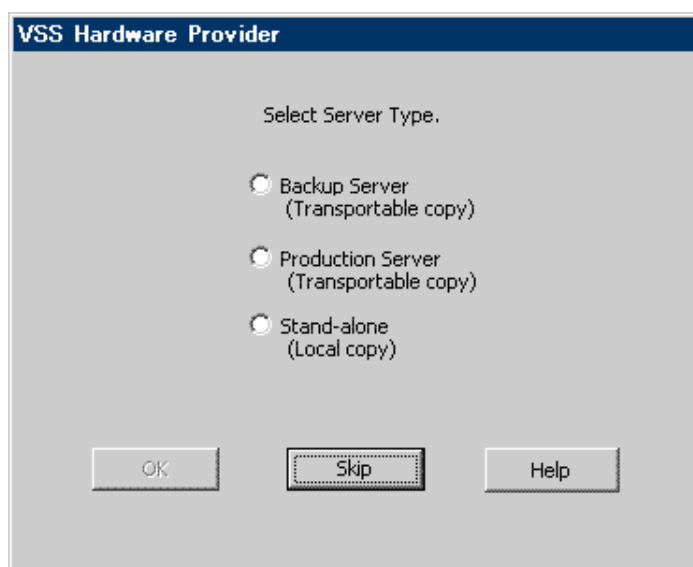 VSS Hardware Provider
Select Server Type.
Backup Server
(Transportable copy)
Production Server
(Transportable copy)
Stand-alone
(Local copy)
OK Skip Help